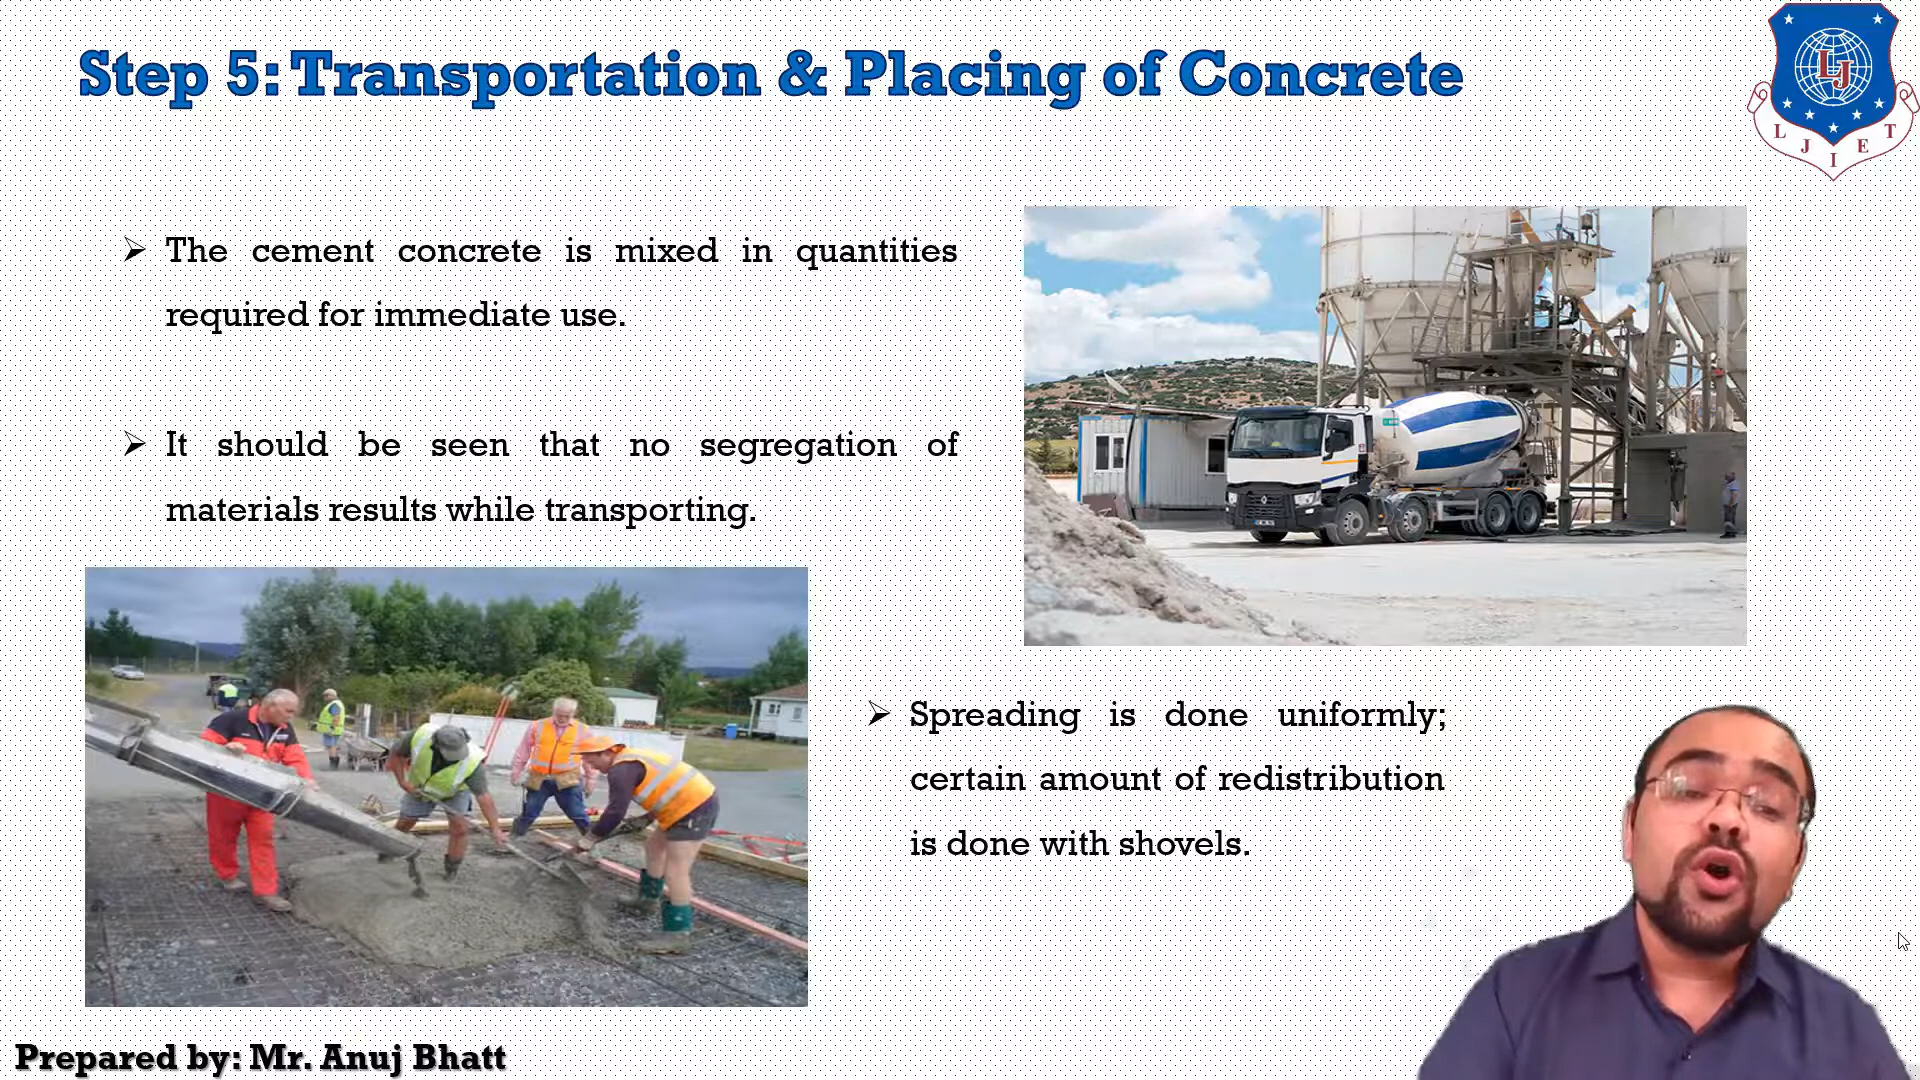 Step 5: Transportation & Placing of Concrete
LJ
L J I E T
The cement concrete is mixed in quantities
required for immediate use.
It should be seen that no segregation of
materials results while transporting.
Spreading is done uniformly;
certain amount of redistribution
is done with shovels.
Prepared by: Mr. Anuj Bhatt